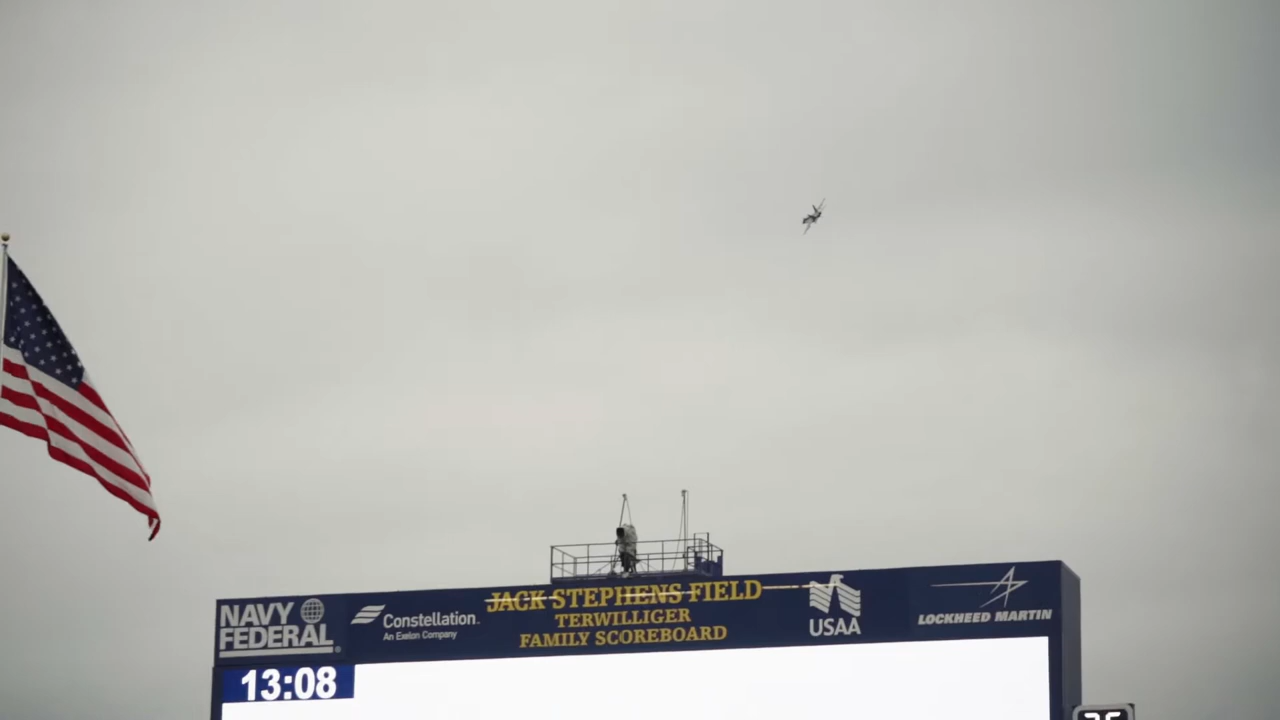 NAVY
FEDERAL
Constellation
An Exelon Company
JACK STEPHENS FIELD
TERWILLIGER
FAMILY SCOREBOARD
USAA
LOCKHEED MARTIN
13:08